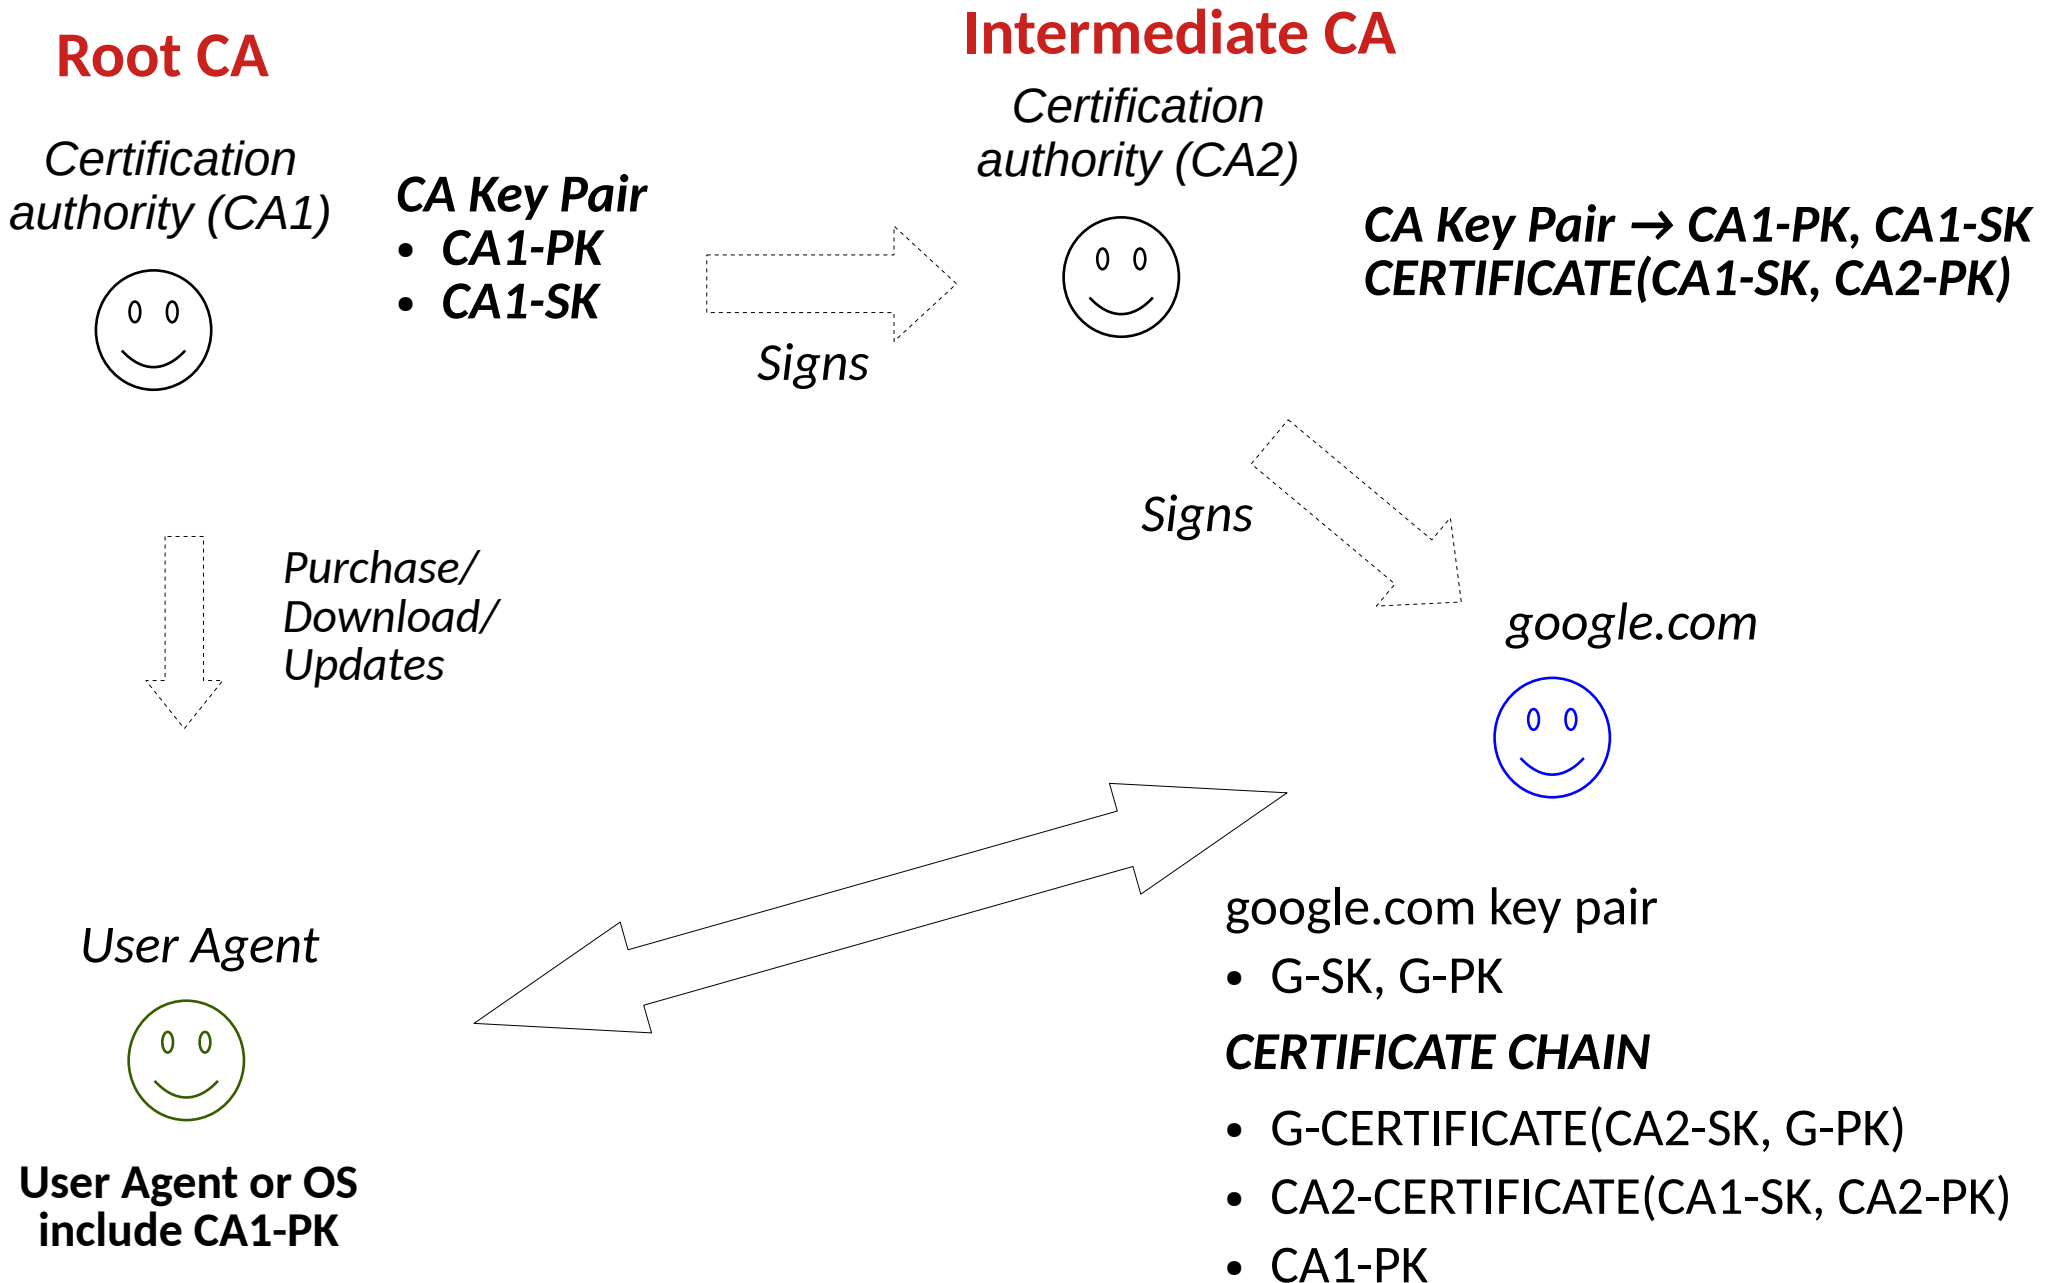 Root CA
Certification
authority (CA1)
CA Key Pair
• CA1-PK
• CA1-SK
Signs
Intermediate CA
Certification
authority (CA2)
CA Key Pair → CA1-PK, CA1-SK
CERTIFICATE(CA1-SK, CA2-PK)
Signs
Purchase/
Download/
Updates
google.com
User Agent
User Agent or OS
include CA1-PK
google.com key pair
• G-SK, G-PK
CERTIFICATE CHAIN
• G-CERTIFICATE(CA2-SK, G-PK)
• CA2-CERTIFICATE(CA1-SK, CA2-PK)
• CA1-PK